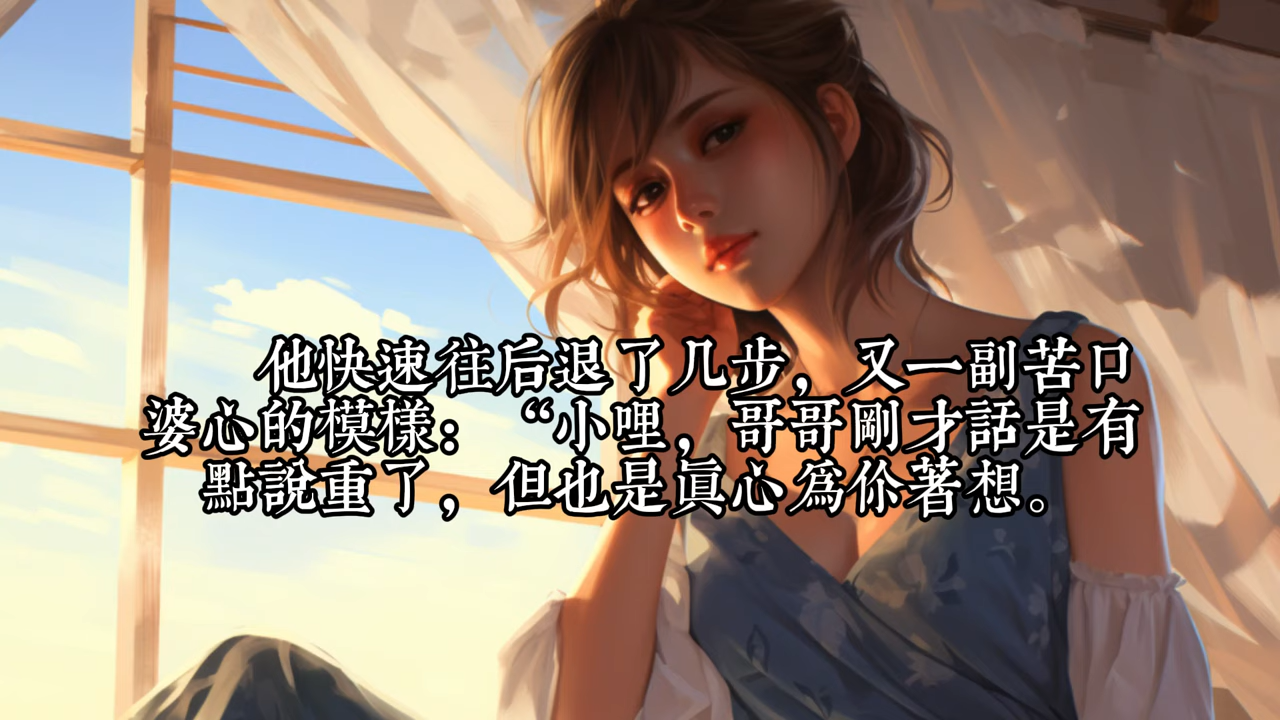 他快速往后退了几步，又一副苦口
婆心的模樣：“小哩，哥哥剛才話是有
點說重了，但也是眞心爲你著想。